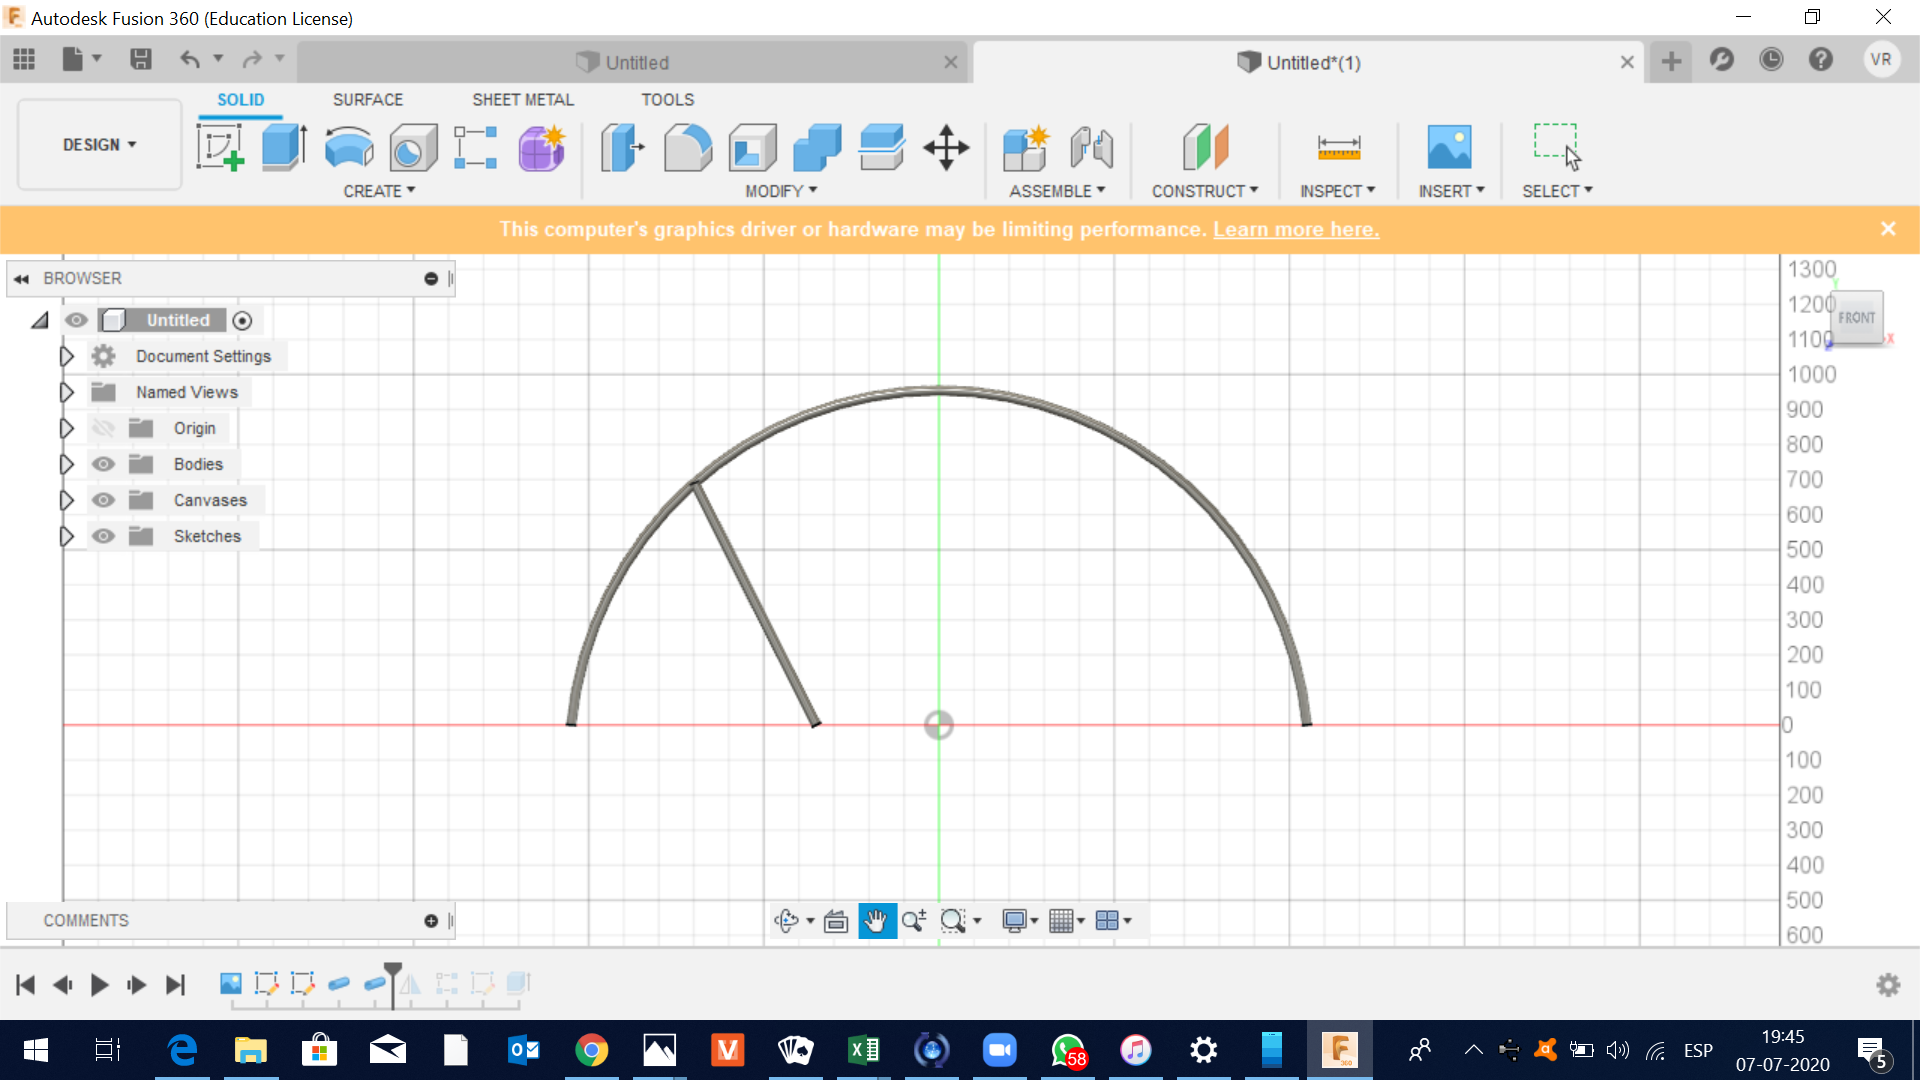 Autodesk Fusion 360 (Education License)
Untitled
Untitled*(1)
VR
SOLID
SURFACE
SHEET METAL
TOOLS
DESIGN
CREATE
MODIFY
ASSEMBLE
CONSTRUCT
INSPECT
INSERT
SELECT
This computer's graphics driver or hardware may be limiting performance. Learn more here.
BROWSER
Untitled
Document Settings
Named Views
Origin
Bodies
Canvases
Sketches
1300
1200
1100
1000
900
800
700
600
500
400
300
200
100
0
100
200
300
400
500
600
Y
FRONT
X
COMMENTS
58
360
ESP
19:45
07-07-2020
5